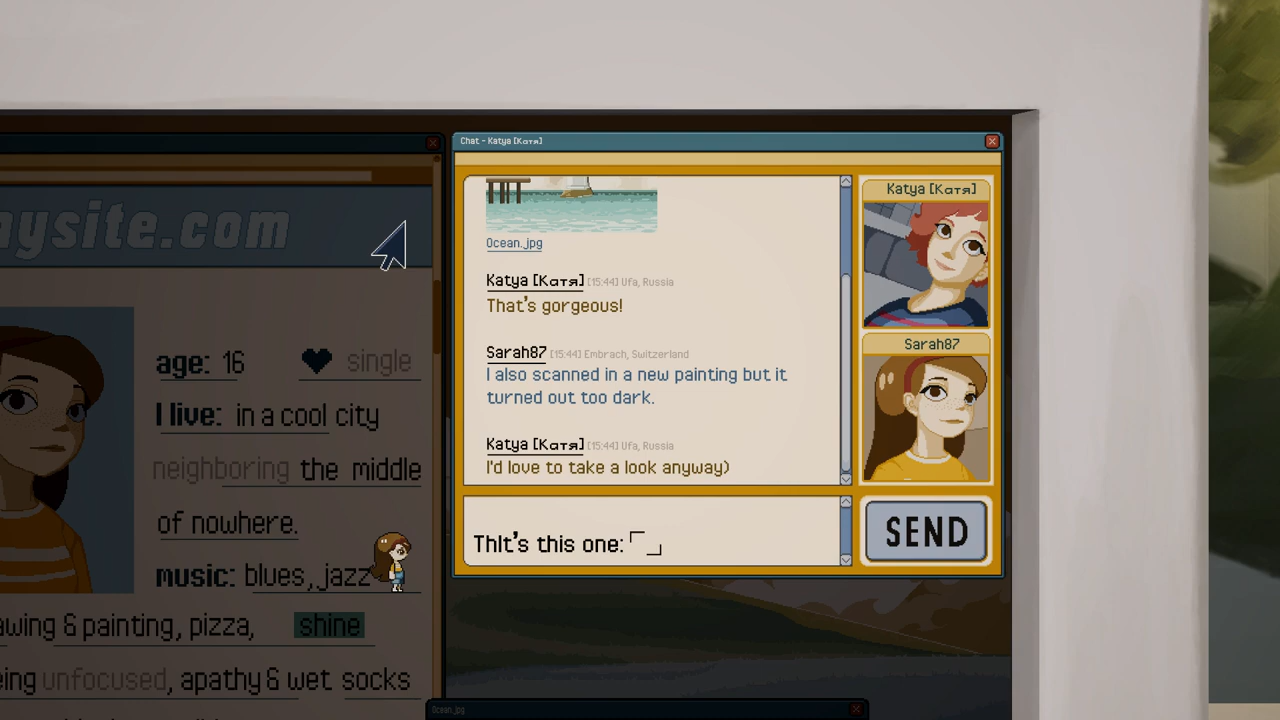 Chat - Katya [Катя]
Ocean.jpg
Katya [Катя] [15:44] Ufa, Russia
That's gorgeous!
Sarah87 [15:44] Embrach, Switzerland
I also scanned in a new painting but it
turned out too dark.
Katya [Катя] [15:44] Ufa, Russia
I'd love to take a look anyway)
ThIt's this one:
Katya [Катя]
Sarah87
SEND
aysite.com
age: 16 single
I live: in a cool city
neighboring the middle
of nowhere.
music: blues, jazz
awing & painting, pizza, shine
eing unfocused, apathy & wet socks
Ocean.jpg